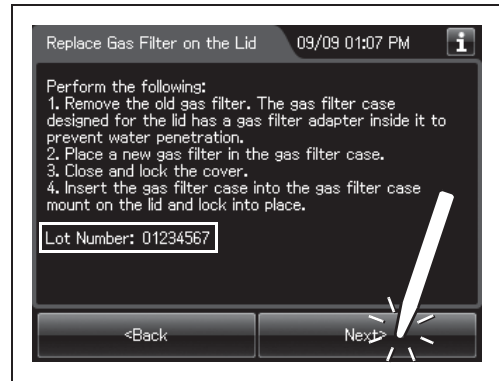 Replace Gas Filter on the Lid 09/09 01:07 PM i
Perform the following:
1. Remove the old gas filter. The gas filter case
designed for the lid has a gas filter adapter inside it to
prevent water penetration.
2. Place a new gas filter in the gas filter case.
3. Close and lock the cover.
4. Insert the gas filter case into the gas filter case
mount on the lid and lock into place.
Lot Number: 01234567
<Back Next>